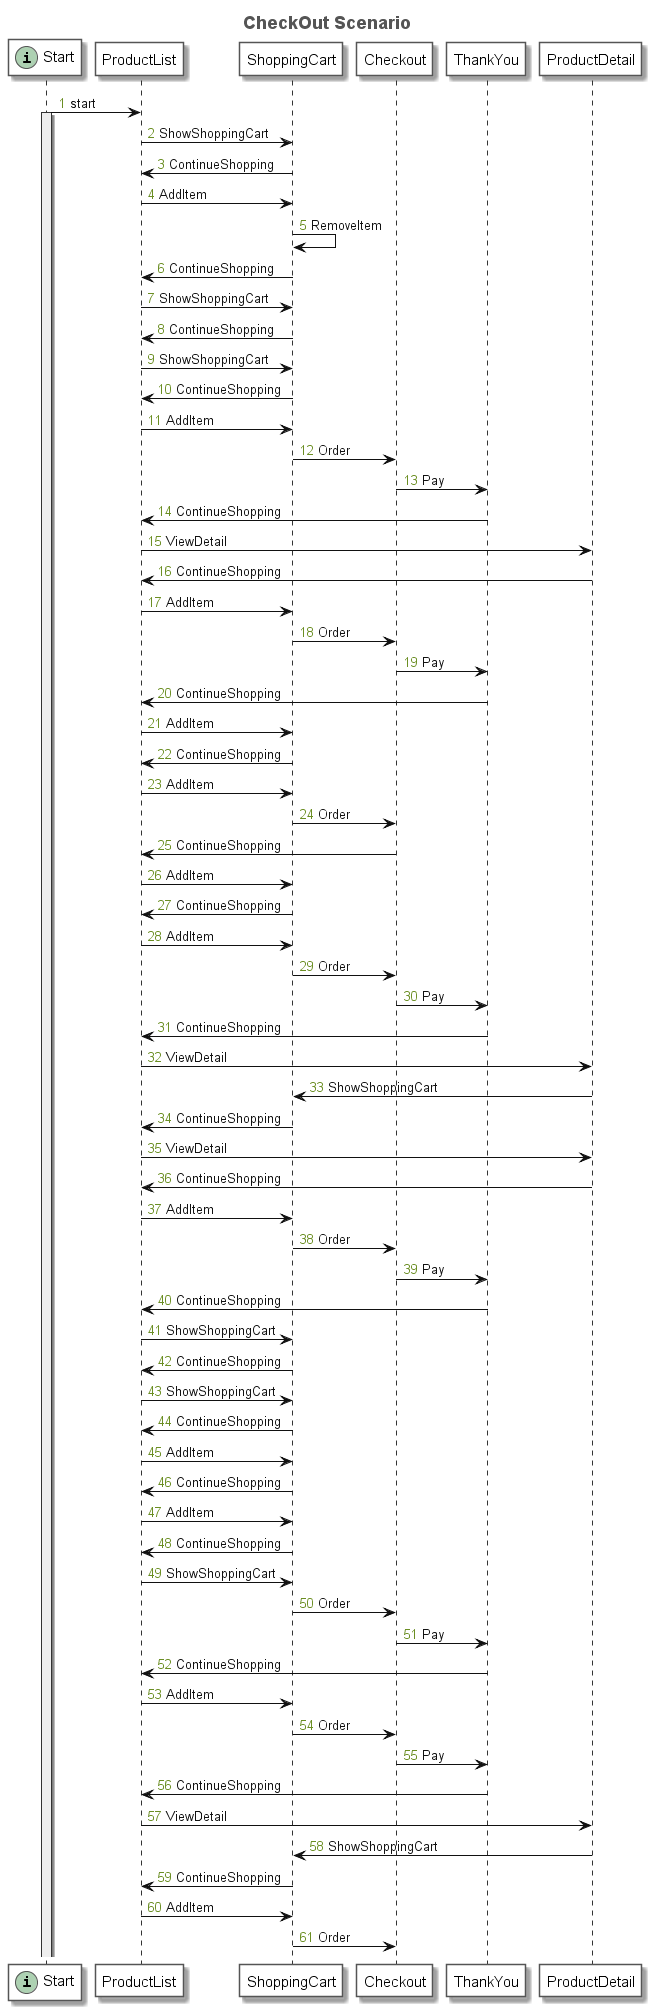 CheckOut Scenario
i Start ProductList ShoppingCart Checkout ThankYou ProductDetail
1 start
2 ShowShoppingCart
3 ContinueShopping
4 AddItem
5 RemoveItem
6 ContinueShopping
7 ShowShoppingCart
8 ContinueShopping
9 ShowShoppingCart
10 ContinueShopping
11 AddItem
12 Order
13 Pay
14 ContinueShopping
15 ViewDetail
16 ContinueShopping
17 AddItem
18 Order
19 Pay
20 ContinueShopping
21 AddItem
22 ContinueShopping
23 AddItem
24 Order
25 ContinueShopping
26 AddItem
27 ContinueShopping
28 AddItem
29 Order
30 Pay
31 ContinueShopping
32 ViewDetail
33 ShowShoppingCart
34 ContinueShopping
35 ViewDetail
36 ContinueShopping
37 AddItem
38 Order
39 Pay
40 ContinueShopping
41 ShowShoppingCart
42 ContinueShopping
43 ShowShoppingCart
44 ContinueShopping
45 AddItem
46 ContinueShopping
47 AddItem
48 ContinueShopping
49 ShowShoppingCart
50 Order
51 Pay
52 ContinueShopping
53 AddItem
54 Order
55 Pay
56 ContinueShopping
57 ViewDetail
58 ShowShoppingCart
59 ContinueShopping
60 AddItem
61 Order
i Start ProductList ShoppingCart Checkout ThankYou ProductDetail